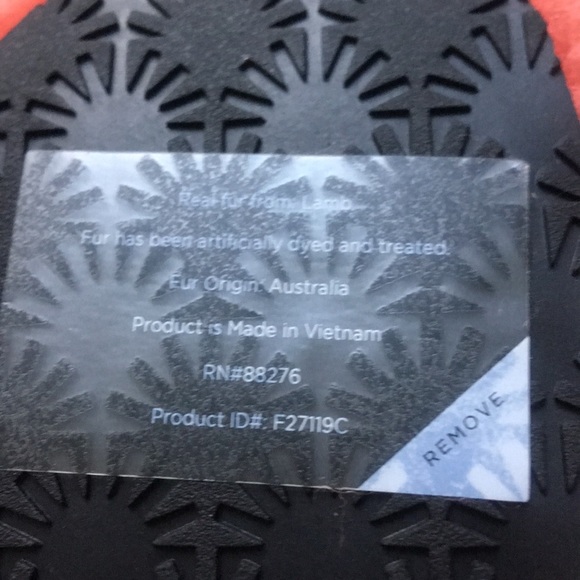 Real fur from: Lamb
Fur has been artificially dyed and treated.
Fur Origin: Australia
Product is Made in Vietnam
RN#88276
Product ID#: F27119C
REMOVE